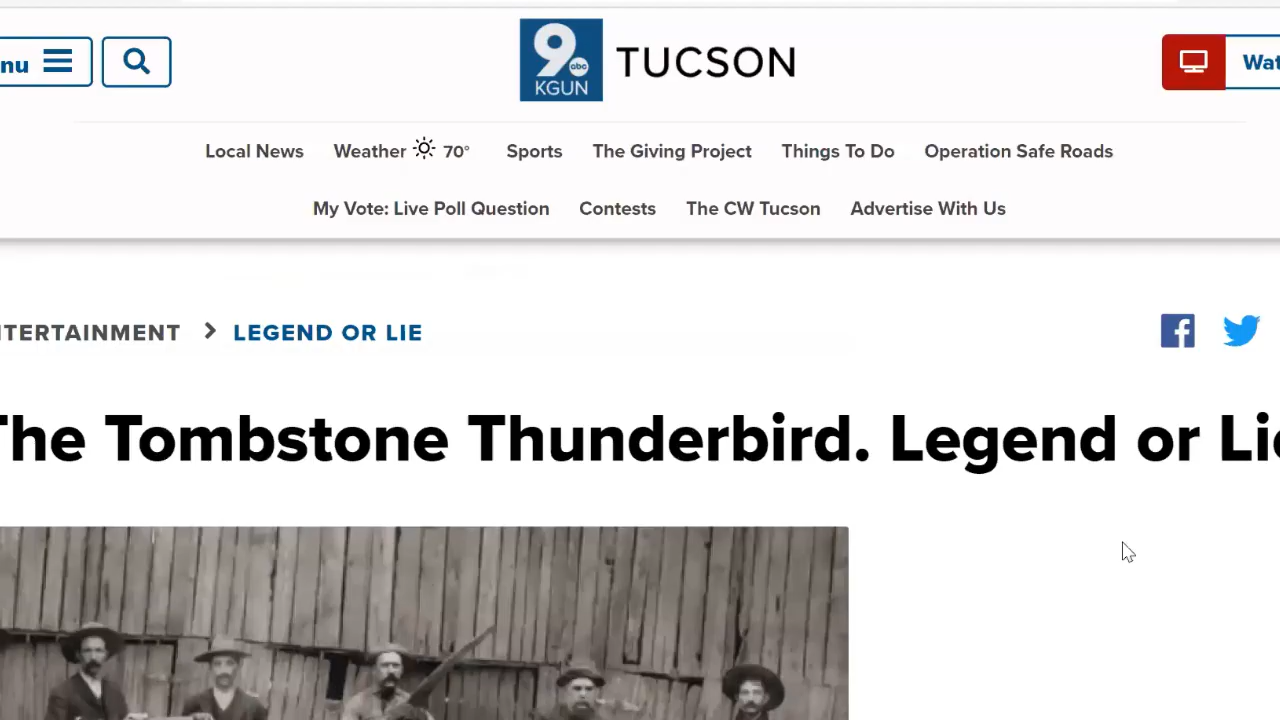 nu
9
abc
KGUN
TUCSON
Wat
Local News Weather 70° Sports The Giving Project Things To Do Operation Safe Roads
My Vote: Live Poll Question Contests The CW Tucson Advertise With Us
TERTAINMENT LEGEND OR LIE
The Tombstone Thunderbird. Legend or Lie